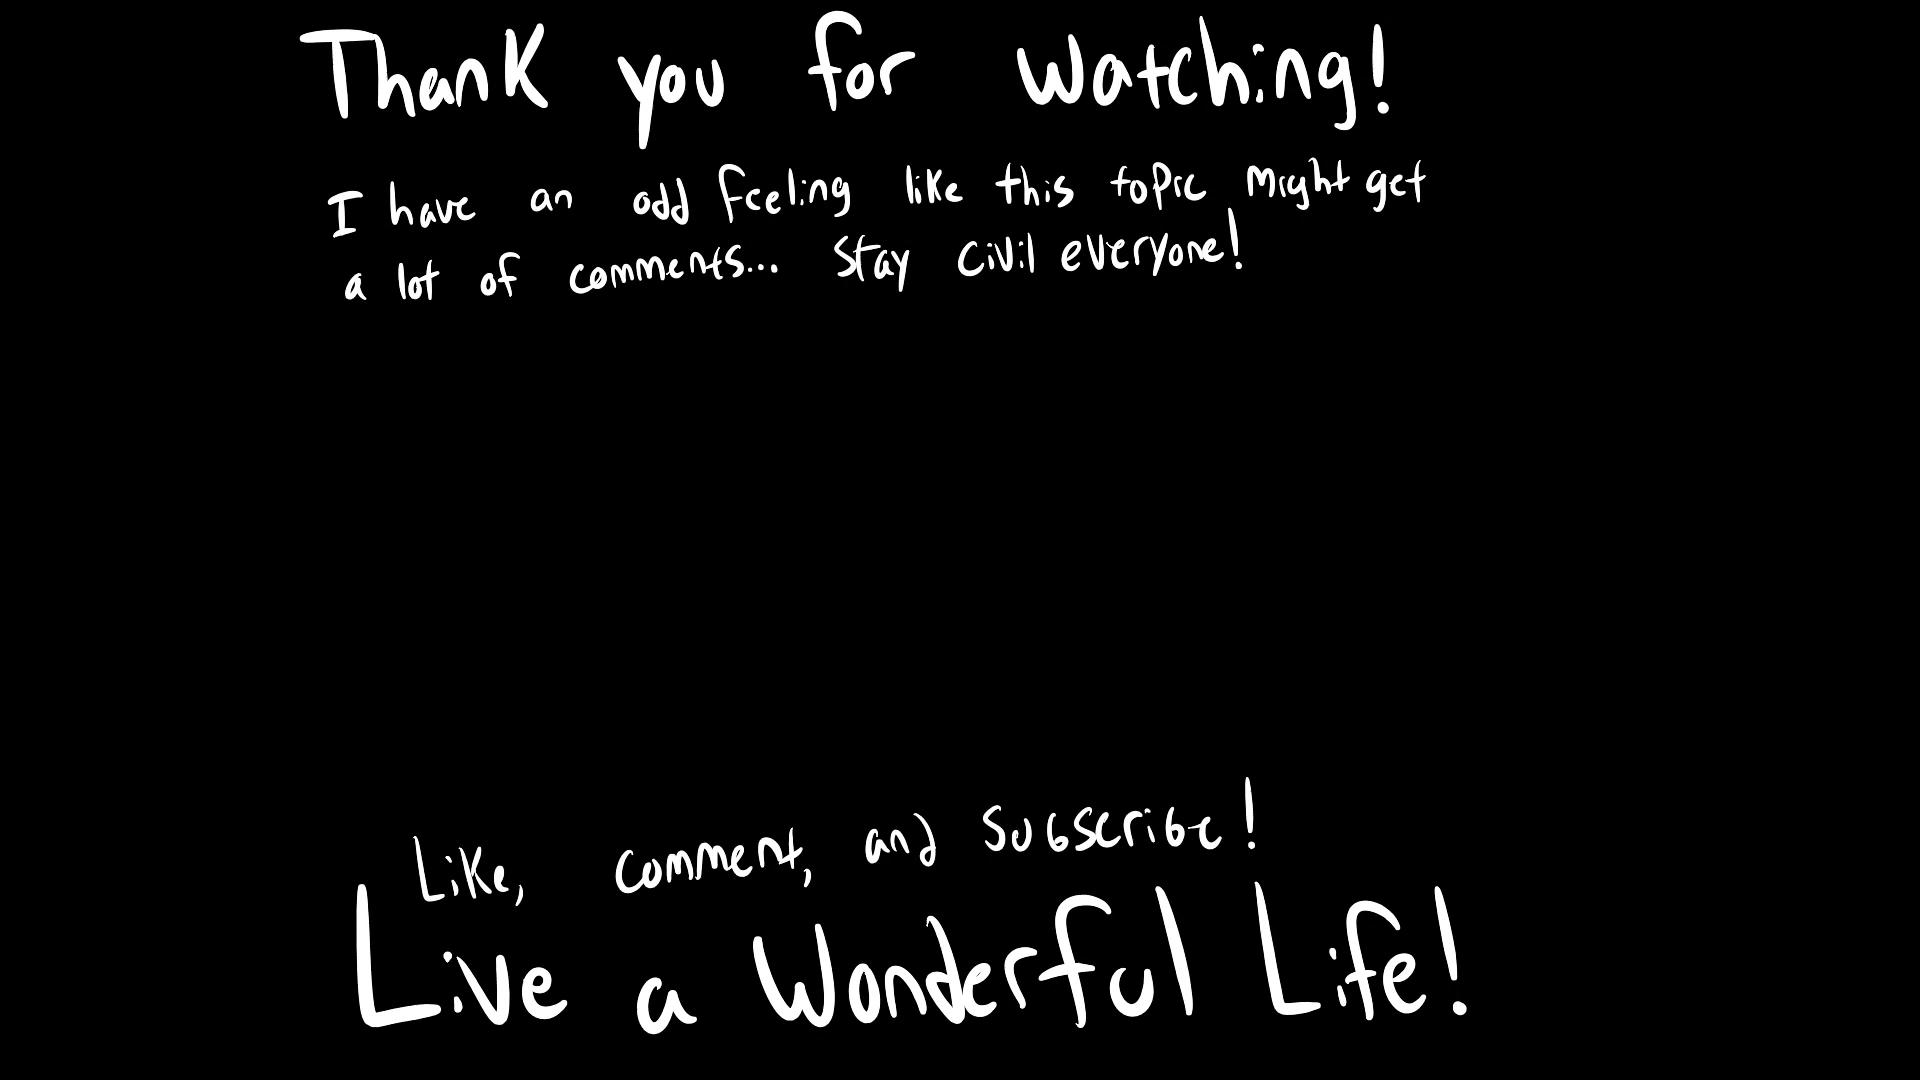 Thank you for watching!
I have an odd feeling like this topic might get
a lot of comments... Stay civil everyone!
Like, comment, and subscribe!
Live a Wonderful Life!